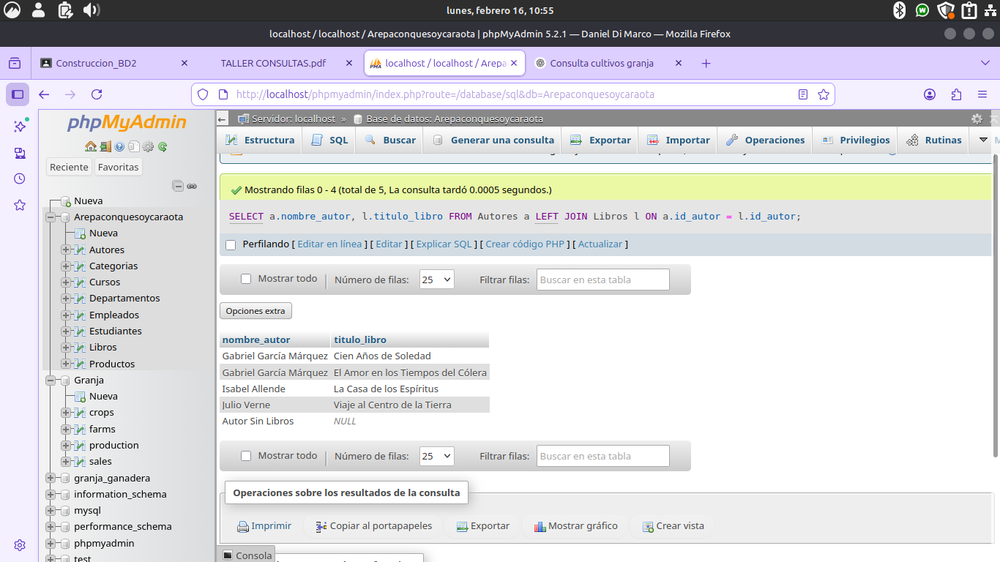 lunes, febrero 16, 10:55
localhost / localhost / Arepaconquesoycaraota | phpMyAdmin 5.2.1 — Daniel Di Marco — Mozilla Firefox
Construccion_BD2
TALLER CONSULTAS.pdf
localhost / localhost / Arepa
Consulta cultivos granja
http://localhost/phpmyadmin/index.php?route=/database/sql&db=Arepaconquesoycaraota
phpMyAdmin
Reciente
Favoritas
Nueva
Arepaconquesoycaraota
Nueva
Autores
Categorias
Cursos
Departamentos
Empleados
Estudiantes
Libros
Productos
Granja
Nueva
crops
farms
production
sales
granja_ganadera
information_schema
mysql
performance_schema
phpmyadmin
test
Servidor: localhost » Base de datos: Arepaconquesoycaraota
Estructura SQL Buscar Generar una consulta Exportar Importar Operaciones Privilegios Rutinas
Mostrando filas 0 - 4 (total de 5, La consulta tardó 0.0005 segundos.)
SELECT a.nombre_autor, l.titulo_libro FROM Autores a LEFT JOIN Libros l ON a.id_autor = l.id_autor;
Perfilando [ Editar en línea ] [ Editar ] [ Explicar SQL ] [ Crear código PHP ] [ Actualizar ]
Mostrar todo Número de filas: 25 Filtrar filas: Buscar en esta tabla
Opciones extra
nombre_autor titulo_libro
Gabriel García Márquez Cien Años de Soledad
Gabriel García Márquez El Amor en los Tiempos del Cólera
Isabel Allende La Casa de los Espíritus
Julio Verne Viaje al Centro de la Tierra
Autor Sin Libros NULL
Mostrar todo Número de filas: 25 Filtrar filas: Buscar en esta tabla
Operaciones sobre los resultados de la consulta
Imprimir Copiar al portapapeles Exportar Mostrar gráfico Crear vista
Consola